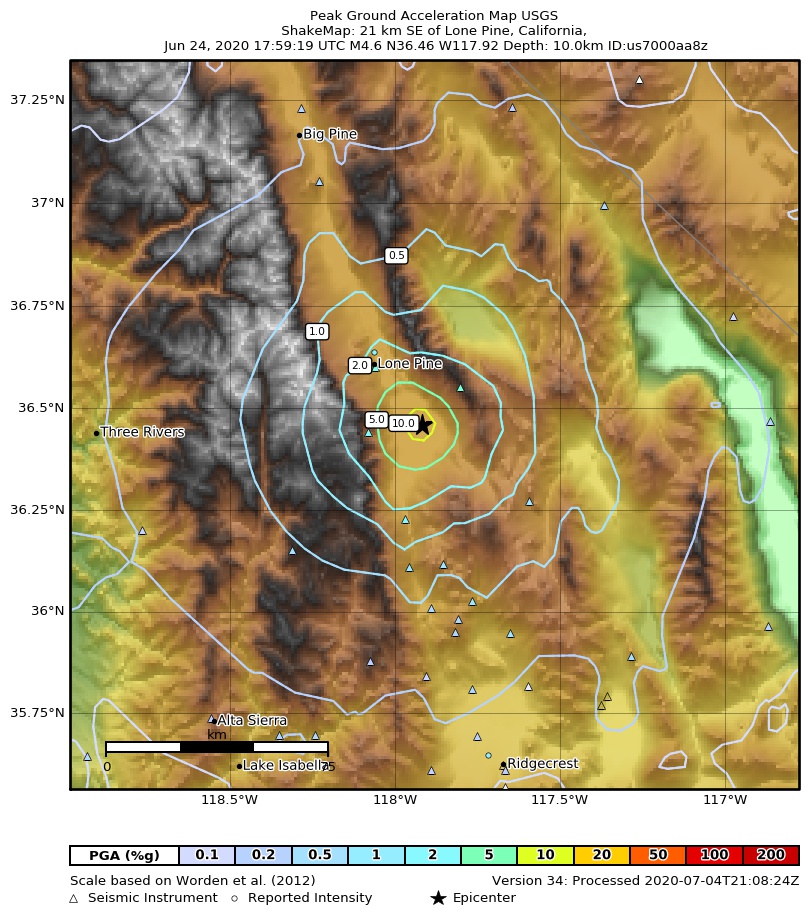 Peak Ground Acceleration Map USGS
ShakeMap: 21 km SE of Lone Pine, California,
Jun 24, 2020 17:59:19 UTC M4.6 N36.46 W117.92 Depth: 10.0km ID:us7000aa8z
37.25°N
Big Pine
37°N
0.5
36.75°N
1.0
2.0 Lone Pine
36.5°N
5.0 10.0
Three Rivers
36.25°N
36°N
35.75°N
Alta Sierra
km
0 75
Lake Isabella
Ridgecrest
118.5°W 118°W 117.5°W 117°W
PGA (%g) 0.1 0.2 0.5 1 2 5 10 20 50 100 200
Scale based on Worden et al. (2012) Version 34: Processed 2020-07-04T21:08:24Z
Seismic Instrument Reported Intensity Epicenter